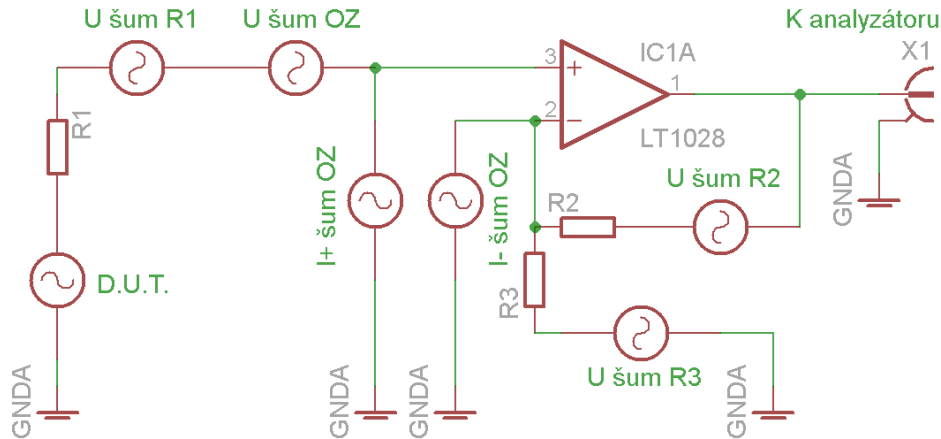 U šum R1
U šum OZ
K analyzátoru
X1
IC1A
3
+
1
2
−
LT1028
R1
I+ šum OZ
I- šum OZ
U šum R2
R2
GNDA
D.U.T.
R3
U šum R3
GNDA
GNDA
GNDA
GNDA